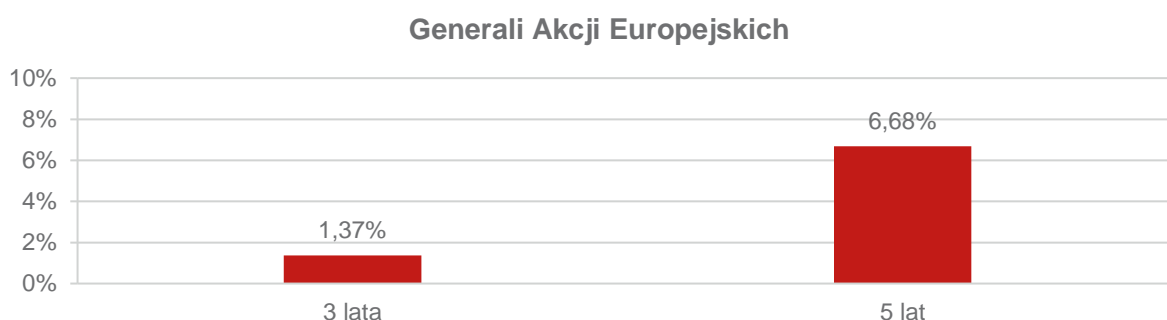 Generali Akcji Europejskich
10%
8%
6%
4%
2%
0%
1,37%
6,68%
3 lata
5 lat